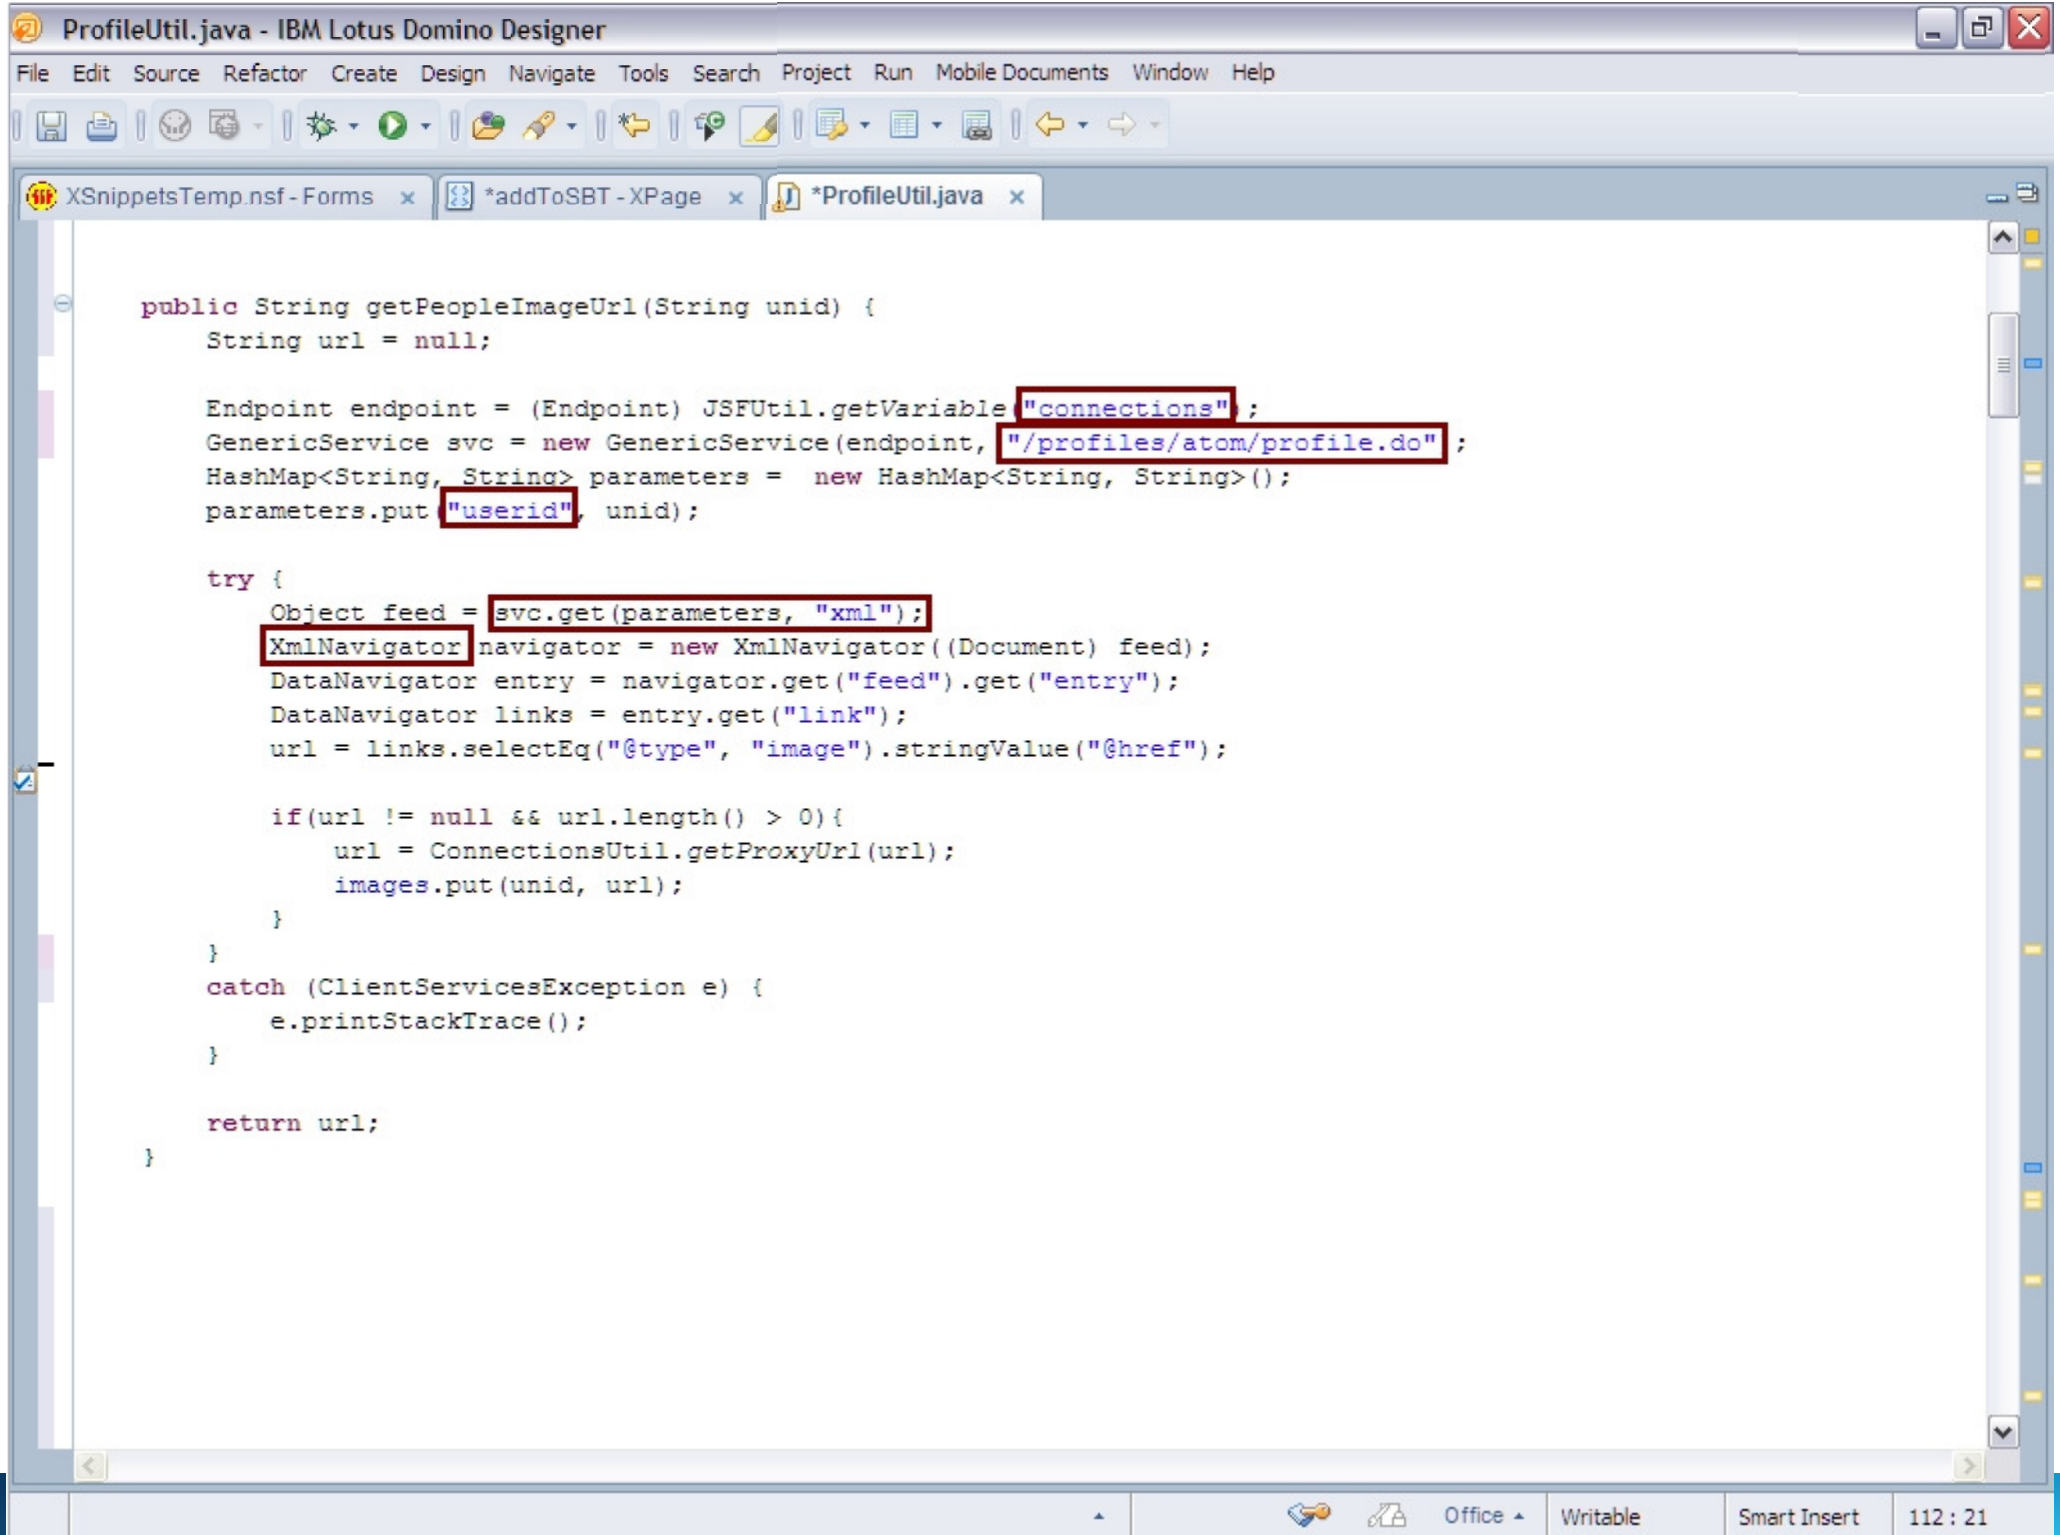 ProfileUtil.java - IBM Lotus Domino Designer
File Edit Source Refactor Create Design Navigate Tools Search Project Run Mobile Documents Window Help
XSnippetsTemp.nsf - Forms *addToSBT - XPage *ProfileUtil.java
public String getPeopleImageUrl(String unid) {
String url = null;
Endpoint endpoint = (Endpoint) JSFUtil.getVariable("connections");
GenericService svc = new GenericService(endpoint, "/profiles/atom/profile.do" ;
HashMap<String, String> parameters =  new HashMap<String, String>();
parameters.put("userid", unid);
try {
Object feed = svc.get(parameters, "xml");
XmlNavigator navigator = new XmlNavigator((Document) feed);
DataNavigator entry = navigator.get("feed").get("entry");
DataNavigator links = entry.get("link");
url = links.selectEq("@type", "image").stringValue("@href");
if(url != null && url.length() > 0){
url = ConnectionsUtil.getProxyUrl(url);
images.put(unid, url);
}
}
catch (ClientServicesException e) {
e.printStackTrace();
}
return url;
}
Office Writable Smart Insert 112 : 21